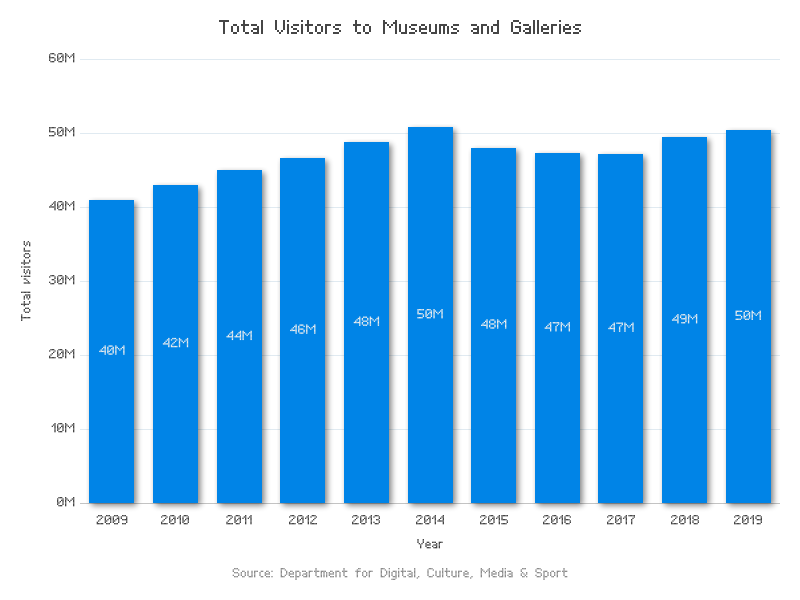 Total Visitors to Museums and Galleries
60M
50M
40M
30M
20M
10M
0M
Total visitors
40M
42M
44M
46M
48M
50M
48M
47M
47M
49M
50M
2009 2010 2011 2012 2013 2014 2015 2016 2017 2018 2019
Year
Source: Department for Digital, Culture, Media & Sport